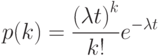 p(k) = \frac{(\lambda t)^k}{k!} e^{-\lambda t}